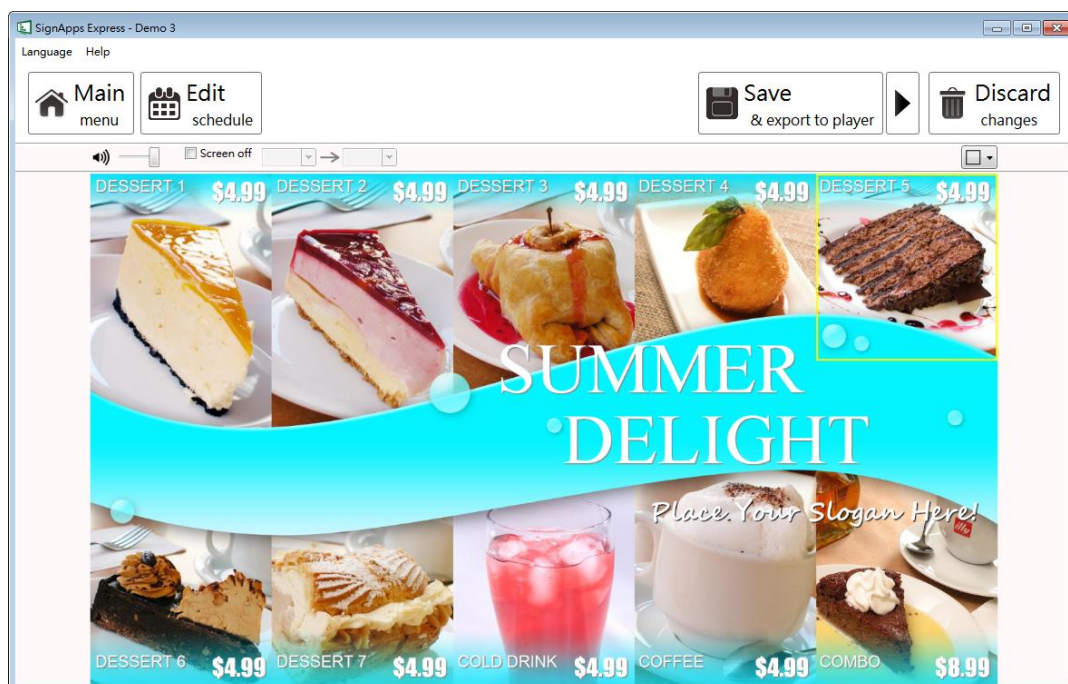 SignApps Express - Demo 3
Language Help
Main
menu
Edit
schedule
Save
& export to player
Discard
changes
Screen off
DESSERT 1 $4.99
DESSERT 2 $4.99
DESSERT 3 $4.99
DESSERT 4 $4.99
DESSERT 5 $4.99
SUMMER
DELIGHT
Place Your Slogan Here!
illy
DESSERT 6 $4.99
DESSERT 7 $4.99
COLD DRINK $4.99
COFFEE $4.99
COMBO $8.99